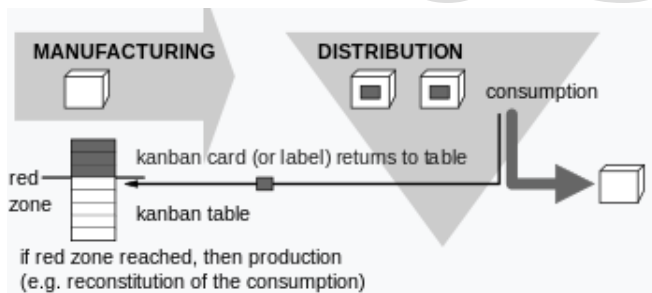 MANUFACTURING
DISTRIBUTION
consumption
kanban card (or label) returns to table
red
zone
kanban table
if red zone reached, then production
(e.g. reconstitution of the consumption)